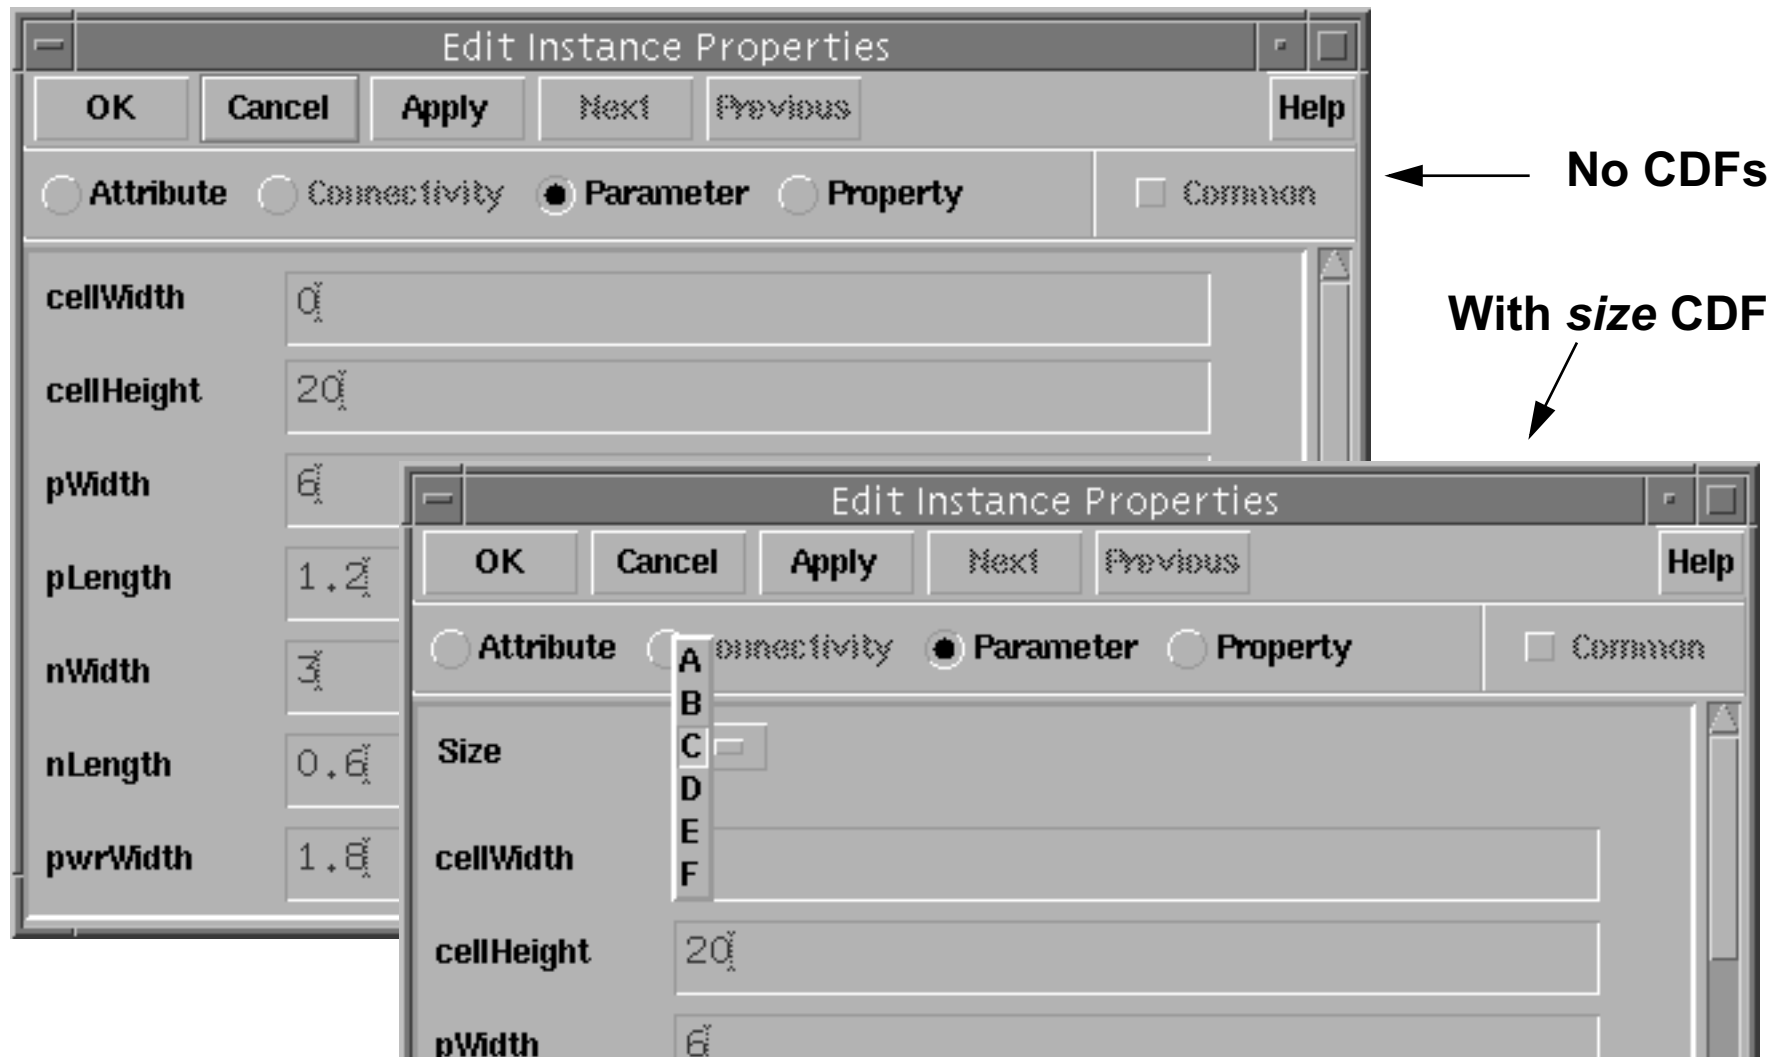 Edit Instance Properties
OK Cancel Apply Next Previous Help
Attribute Connectivity Parameter Property Common
No CDFs
With size CDF
cellWidth 0
cellHeight 20
pWidth 6
pLength 1.2
nWidth 3
nLength 0.6
pwrWidth 1.8
Edit Instance Properties
OK Cancel Apply Next Previous Help
Attribute onnectivity Parameter Property Common
A
B
Size C
D
E
cellWidth
F
cellHeight 20
pWidth 6